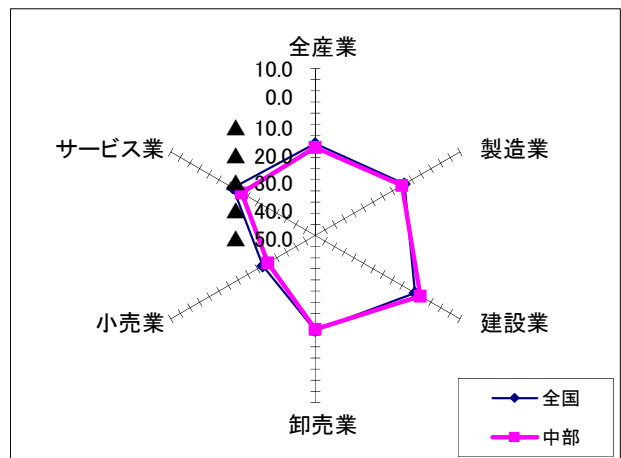 全産業
10.0
0.0
▲ 10.0
▲ 20.0
▲ 30.0
▲ 40.0
▲ 50.0
サービス業
製造業
小売業
建設業
卸売業
全国
中部